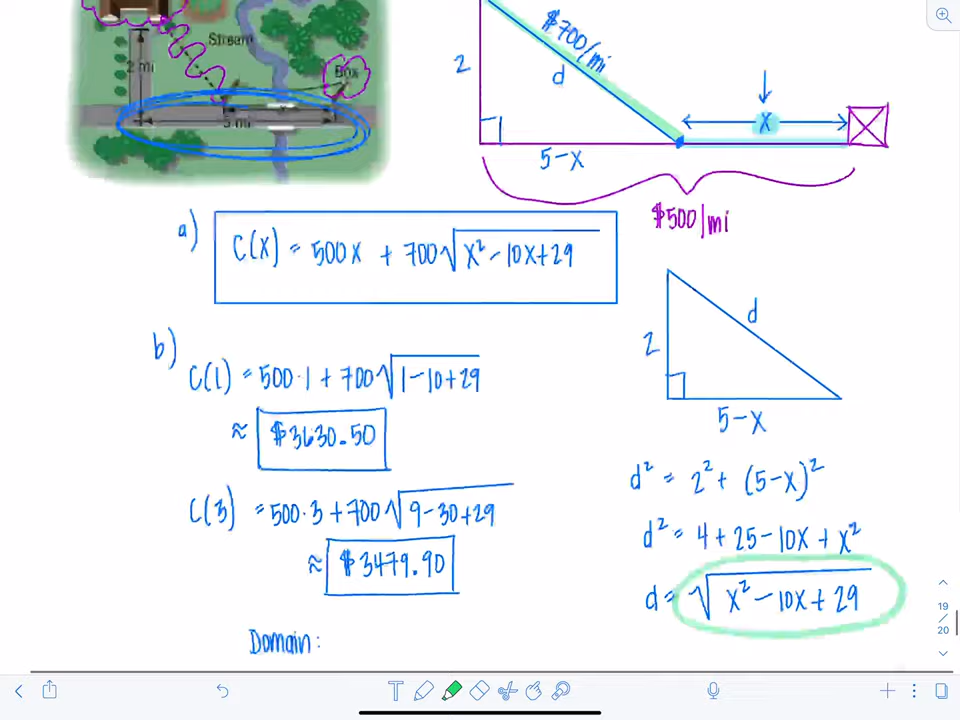 Stream
2 mi
Box
5 mi
$700/mi
2
d
X
5-x
$500/mi
a) C(x) = 500x + 700√x² - 10x + 29
b)
C(1) = 500·1 + 700√1 - 10 + 29
≈ $3630.50
C(3) = 500·3 + 700√9 - 30 + 29
≈ $3479.90
Domain:
2
d
5-x
d² = 2² + (5-x)²
d² = 4 + 25 - 10x + x²
d = √x² - 10x + 29
19
/
20
T